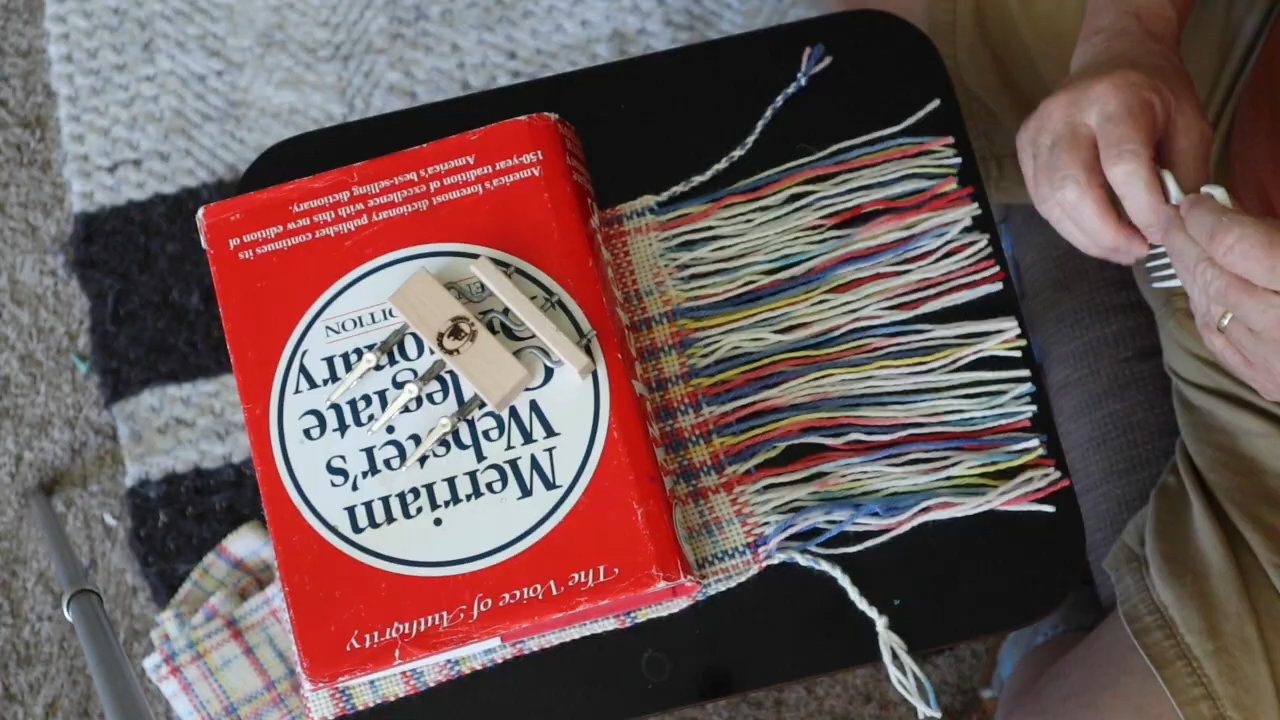 America's foremost dictionary publisher continues its
150-year tradition of excellence with this new edition of
America's best-selling dictionary.
Merriam
Webster's
The Voice of Authority